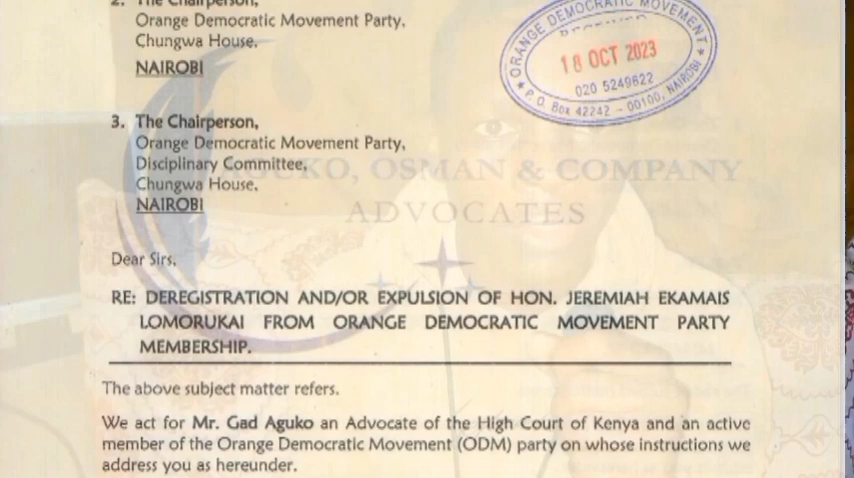 2. The Chairperson,
Orange Democratic Movement Party,
Chungwa House,
NAIROBI
ORANGE DEMOCRATIC MOVEMENT
RECEIVED
18 OCT 2023
020 5249622
P. O. Box 42242 - 00100, NAIROBI
3. The Chairperson,
Orange Democratic Movement Party,
Disciplinary Committee,
Chungwa House,
NAIROBI
OSMAN & COMPANY
ADVOCATES
Dear Sirs,
RE: DEREGISTRATION AND/OR EXPULSION OF HON. JEREMIAH EKAMAIS
LOMORUKAI FROM ORANGE DEMOCRATIC MOVEMENT PARTY
MEMBERSHIP.
The above subject matter refers.
We act for Mr. Gad Aguko an Advocate of the High Court of Kenya and an active
member of the Orange Democratic Movement (ODM) party on whose instructions we
address you as hereunder.